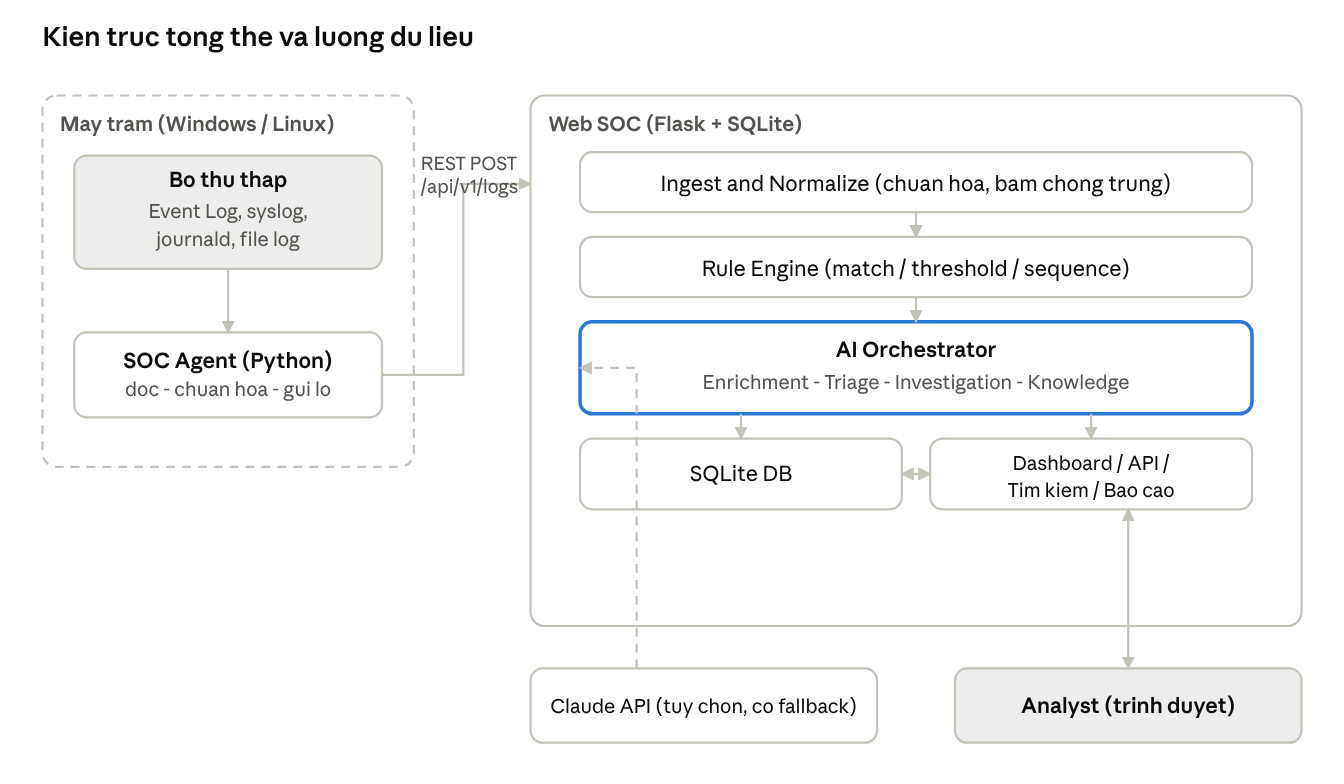 Kien truc tong the va luong du lieu
May tram (Windows / Linux)
Bo thu thap
Event Log, syslog,
journald, file log
SOC Agent (Python)
doc - chuan hoa - gui lo
REST POST
/api/v1/logs
Web SOC (Flask + SQLite)
Ingest and Normalize (chuan hoa, bam chong trung)
Rule Engine (match / threshold / sequence)
AI Orchestrator
Enrichment - Triage - Investigation - Knowledge
SQLite DB
Dashboard / API /
Tim kiem / Bao cao
Claude API (tuy chon, co fallback)
Analyst (trinh duyet)